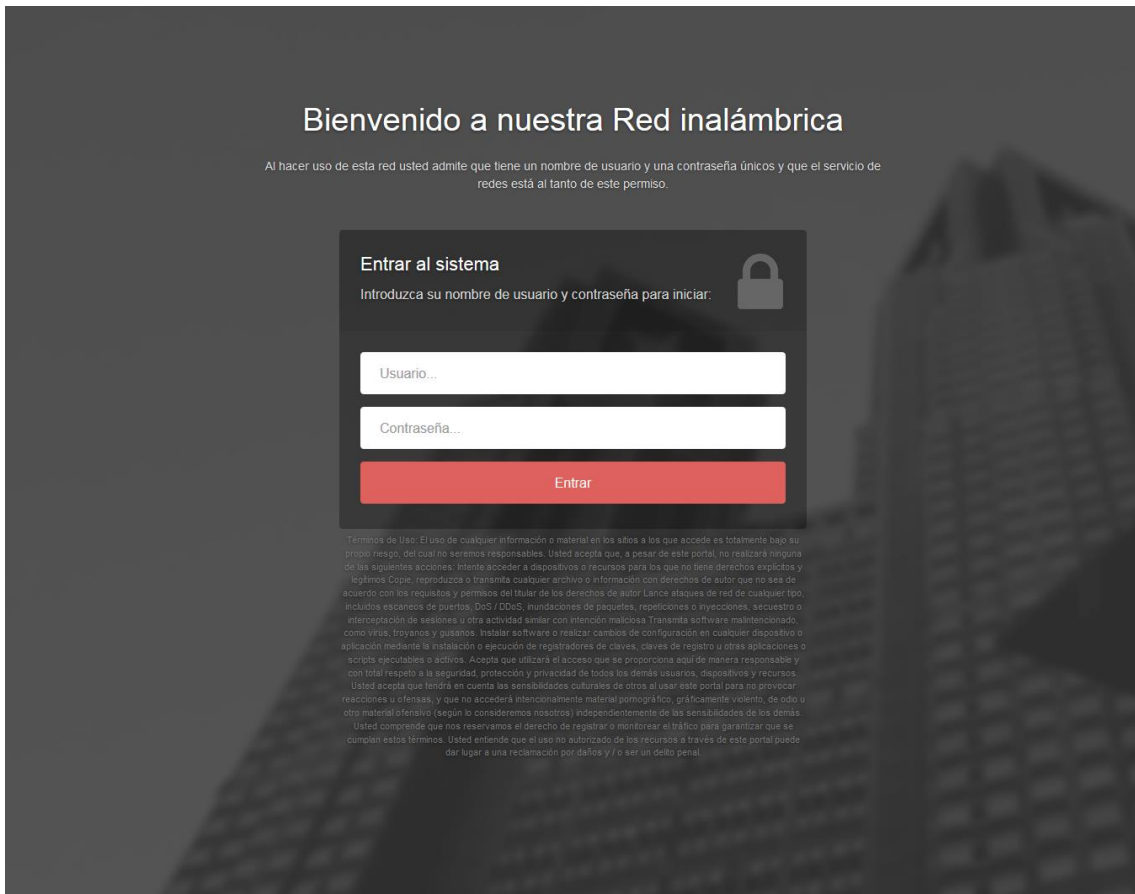 Bienvenido a nuestra Red inalámbrica
Al hacer uso de esta red usted admite que tiene un nombre de usuario y una contraseña únicos y que el servicio de
redes está al tanto de este permiso.
Entrar al sistema
Introduzca su nombre de usuario y contraseña para iniciar:
Usuario...
Contraseña...
Entrar
Términos de Uso: El uso de cualquier información o material en los sitios a los que accede es totalmente bajo su
propio riesgo, del cual no seremos responsables. Usted acepta que, a pesar de este portal, no realizará ninguna
de las siguientes acciones: Intente acceder a dispositivos o recursos para los que no tiene derechos explícitos y
legítimos Copie, reproduzca o transmita cualquier archivo o información con derechos de autor que no sea de
acuerdo con los requisitos y permisos del titular de los derechos de autor Lance ataques de red de cualquier tipo,
incluidos escaneos de puertos, DoS / DDoS, inundaciones de paquetes, repeticiones o inyecciones, secuestro o
interceptación de sesiones u otra actividad similar con intención maliciosa Transmita software malintencionado,
como virus, troyanos y gusanos. Instalar software o realizar cambios de configuración en cualquier dispositivo o
aplicación mediante la instalación o ejecución de registradores de claves, claves de registro u otras aplicaciones o
scripts ejecutables o activos. Acepta que utilizará el acceso que se proporciona aquí de manera responsable y
con total respeto a la seguridad, protección y privacidad de todos los demás usuarios, dispositivos y recursos.
Usted acepta que tendrá en cuenta las sensibilidades culturales de otros al usar este portal para no provocar
reacciones u ofensas, y que no accederá intencionalmente material pornográfico, gráficamente violento, de odio u
otro material ofensivo (según lo consideremos nosotros) independientemente de las sensibilidades de los demás.
Usted comprende que nos reservamos el derecho de registrar o monitorear el tráfico para garantizar que se
cumplan estos términos. Usted entiende que el uso no autorizado de los recursos a través de este portal puede
dar lugar a una reclamación por daños y / o ser un delito penal.